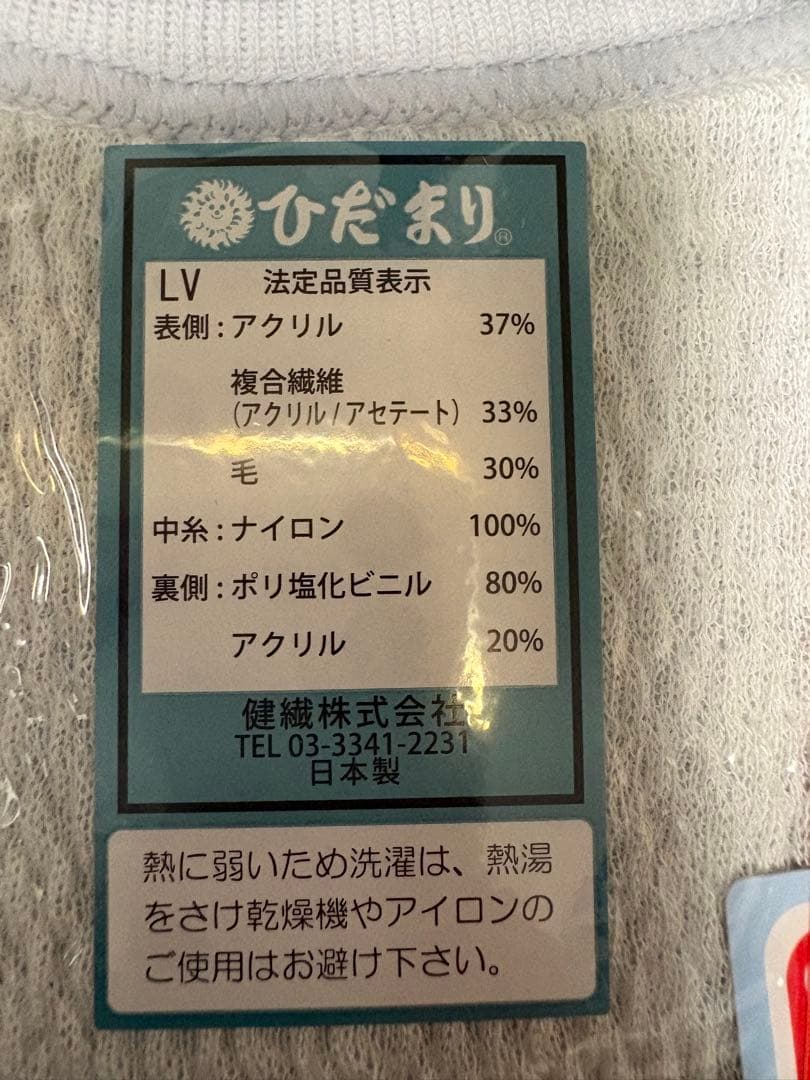 ひだまり®
LV 法定品質表示
表側：アクリル 37%
複合繊維
（アクリル/アセテート） 33%
毛 30%
中糸：ナイロン 100%
裏側：ポリ塩化ビニル 80%
アクリル 20%
健繊株式会社
TEL 03-3341-2231
日本製
熱に弱いため洗濯は、熱湯
をさけ乾燥機やアイロンの
ご使用はお避け下さい。